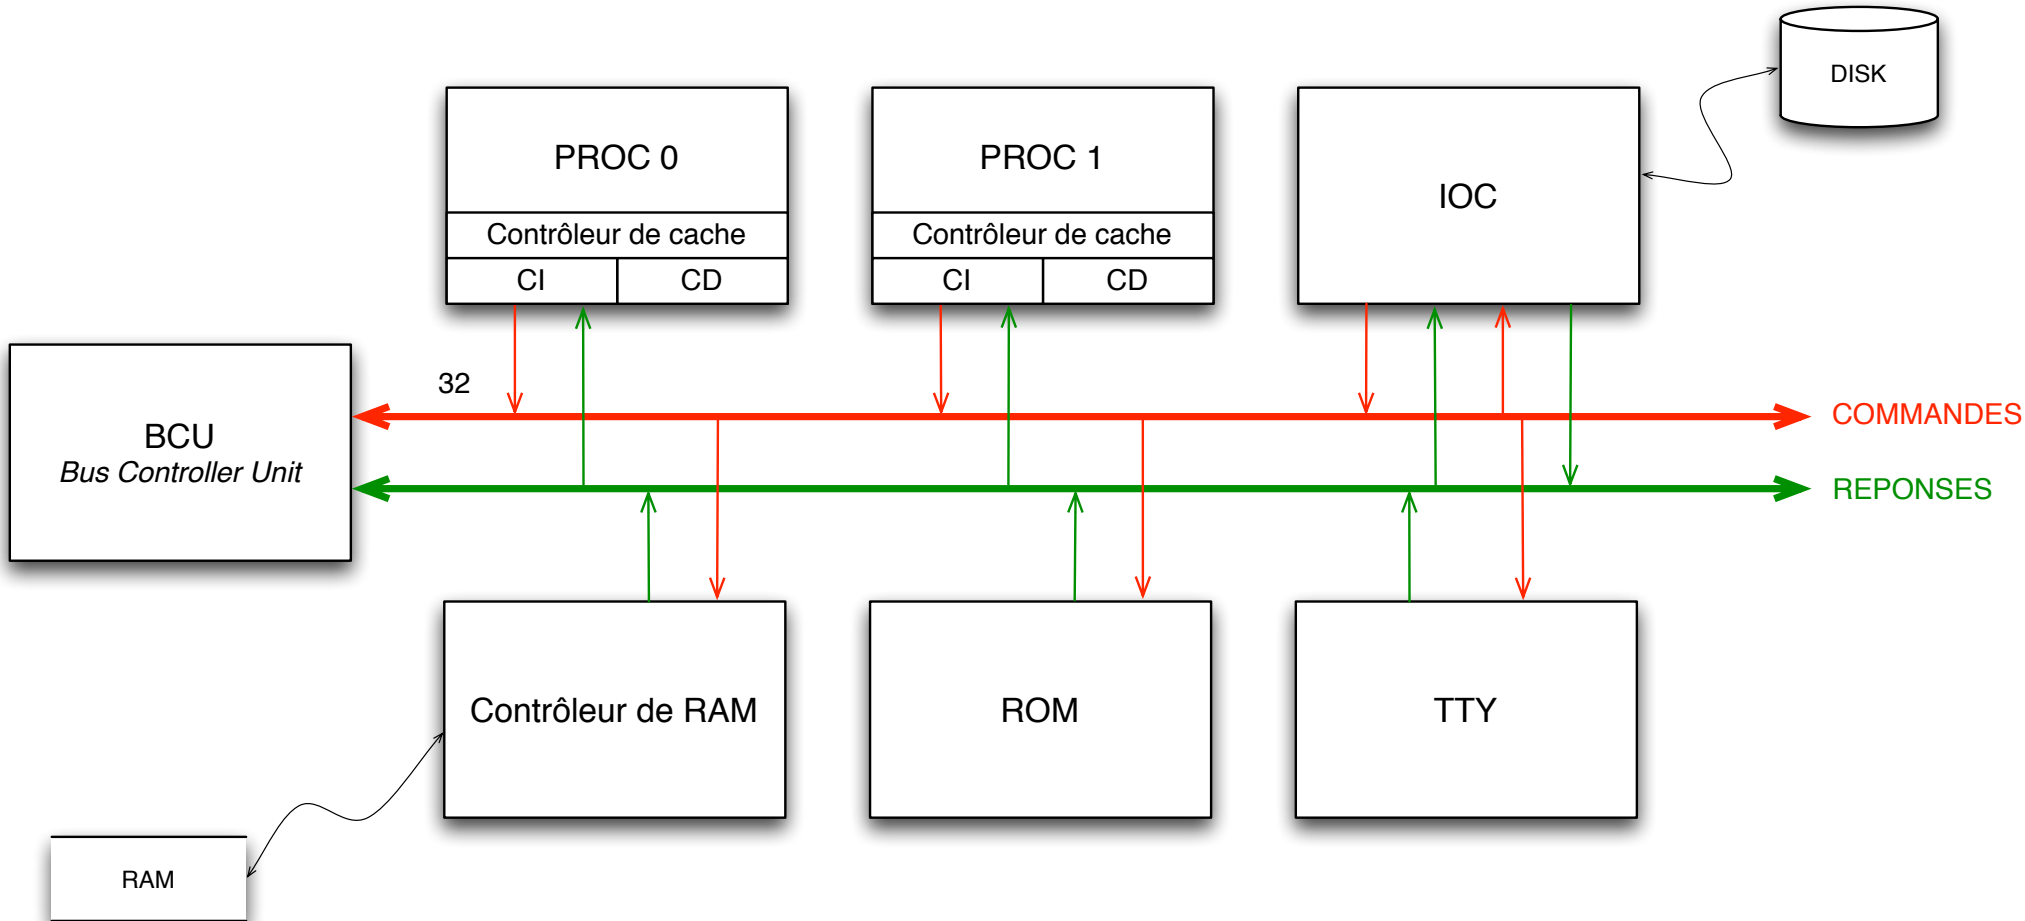 DISK
PROC 0
PROC 1
IOC
Contrôleur de cache
Contrôleur de cache
CI
CD
CI
CD
32
BCU
Bus Controller Unit
COMMANDES
REPONSES
Contrôleur de RAM
ROM
TTY
RAM